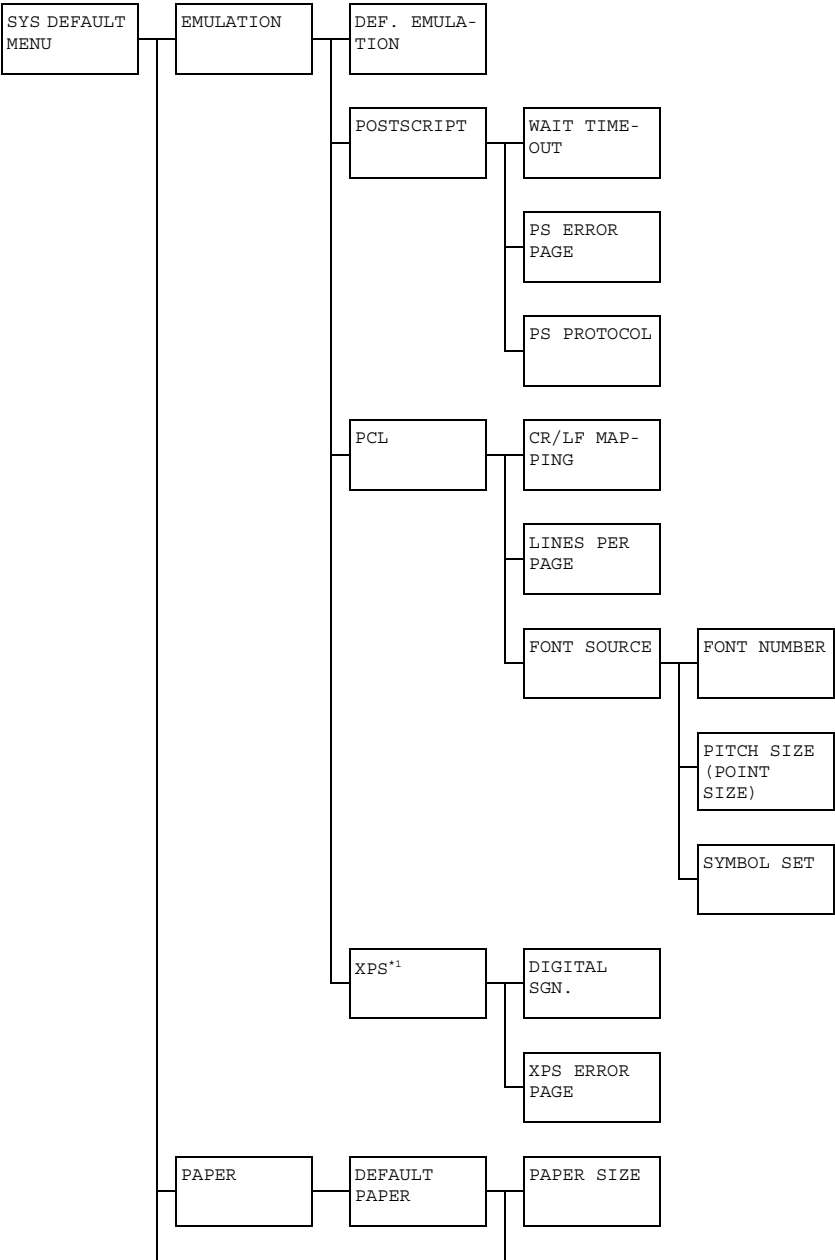 SYS DEFAULT
MENU
EMULATION
DEF. EMULA-
TION
POSTSCRIPT
WAIT TIME-
OUT
PS ERROR
PAGE
PS PROTOCOL
PCL
CR/LF MAP-
PING
LINES PER
PAGE
FONT SOURCE
FONT NUMBER
PITCH SIZE
(POINT
SIZE)
SYMBOL SET
XPS*1
DIGITAL
SGN.
XPS ERROR
PAGE
PAPER
DEFAULT
PAPER
PAPER SIZE